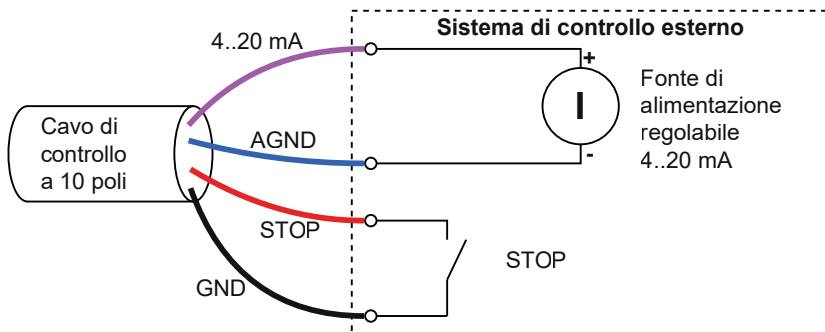 Sistema di controllo esterno
4..20 mA
+
I
Fonte di
alimentazione
regolabile
4..20 mA
-
Cavo di
controllo
a 10 poli
AGND
STOP
STOP
GND